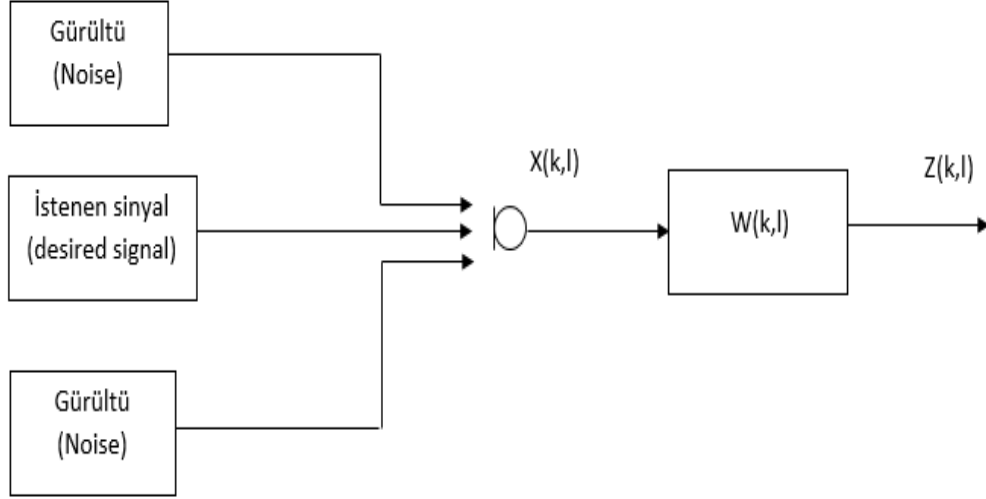 Gürültü
(Noise)
İstenen sinyal
(desired signal)
Gürültü
(Noise)
X(k,l)
W(k,l)
Z(k,l)